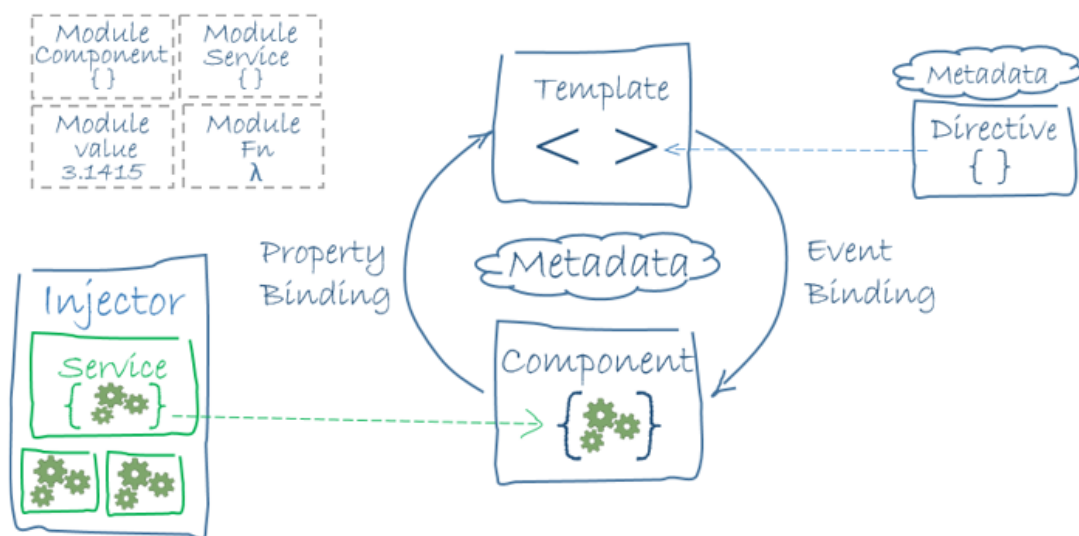 Module
Component
{ }
Module
Service
{ }
Module
value
3.1415
Module
Fn
λ
Template
< >
Metadata
Directive
{ }
Property
Binding
Metadata
Event
Binding
Injector
Service
{ }
Component
{ }